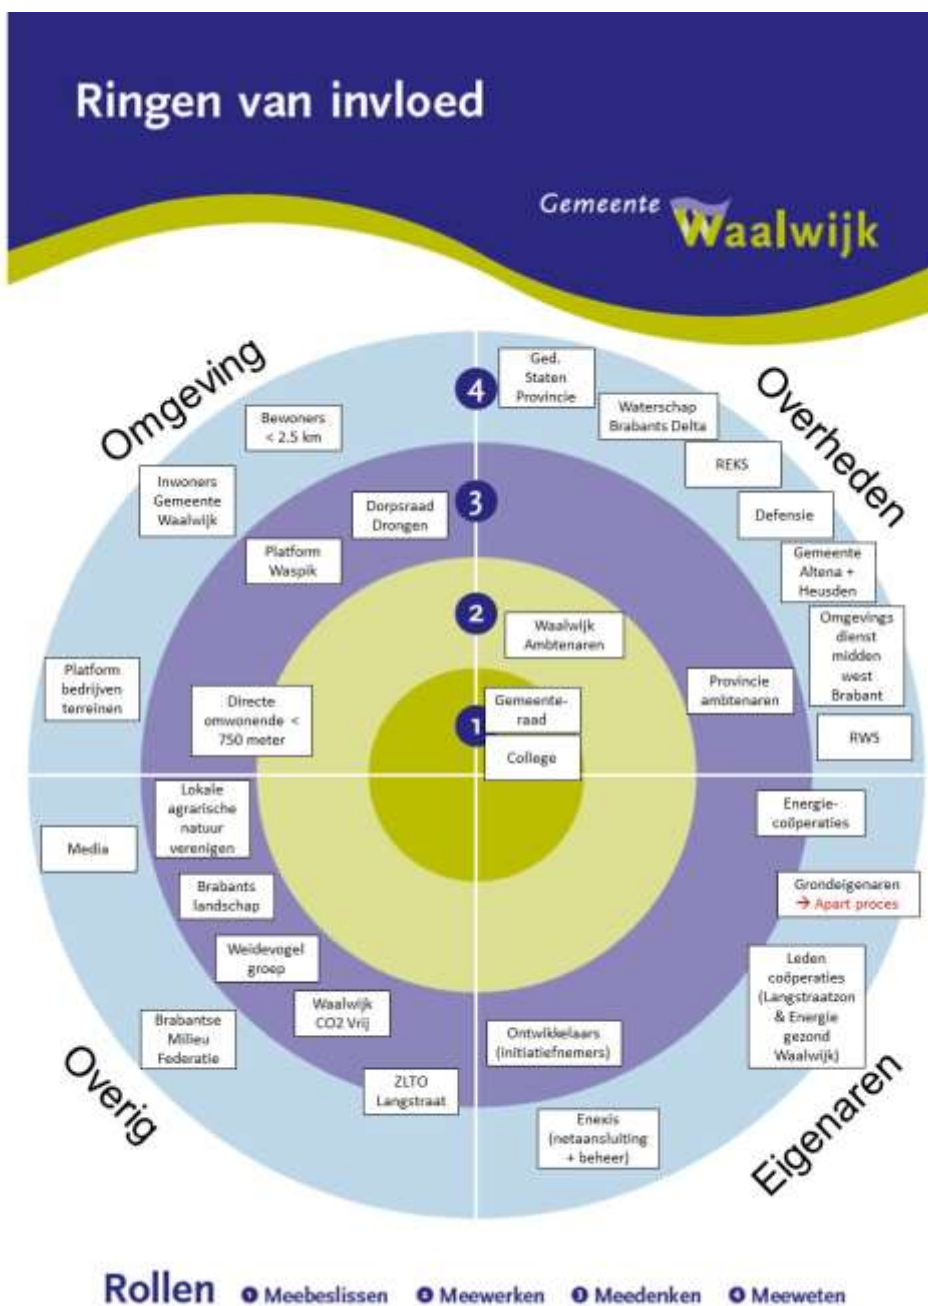 Ringen van invloed
Gemeente
Waalwijk
Omgeving
Overheden
4
Ged.
Staten
Provincie
Bewoners
< 2.5 km
Waterschap
Brabants Delta
REKS
Inwoners
Gemeente
Waalwijk
3
Dorpsraad
Drongen
Defensie
Platform
Waspik
Gemeente
Altena +
Heusden
2
Waalwijk
Ambtenaren
Omgevings
dienst
midden
west
Brabant
Platform
bedrijven
terreinen
Directe
omwonende <
750 meter
1
Gemeente-
raad
College
Provincie
ambtenaren
RWS
Lokale
agrarische
natuur
verenigen
Media
Energie-
coöperaties
Brabants
landschap
Grondeigenaren
→ Apart proces
Weidevogel
groep
Leden
coöperaties
(Langstraatzon
& Energie
gezond
Waalwijk)
Waalwijk
CO2 Vrij
Brabantse
Milieu
Federatie
Ontwikkelaars
(initiatiefnemers)
ZLTO
Langstraat
Enexis
(netaansluiting
+ beheer)
Overig
Eigenaren
Rollen 1 Meebeslissen 2 Meewerken 3 Meedenken 4 Meeweten